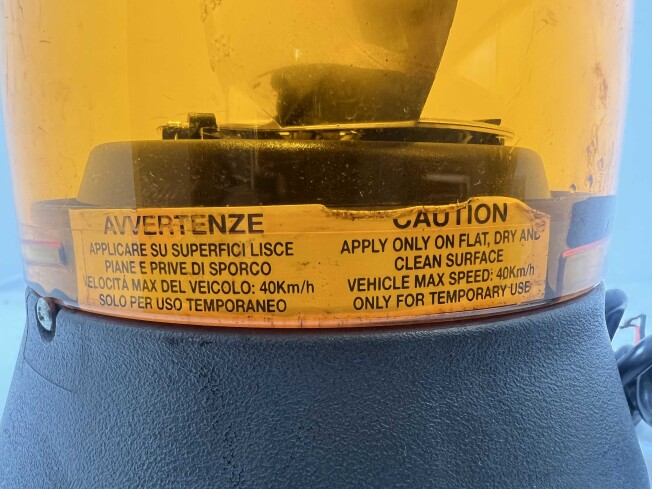 AVVERTENZE
APPLICARE SU SUPERFICI LISCE
PIANE E PRIVE DI SPORCO
VELOCITÀ MAX DEL VEICOLO: 40Km/h
SOLO PER USO TEMPORANEO
CAUTION
APPLY ONLY ON FLAT, DRY AND
CLEAN SURFACE
VEHICLE MAX SPEED: 40Km/h
ONLY FOR TEMPORARY USE